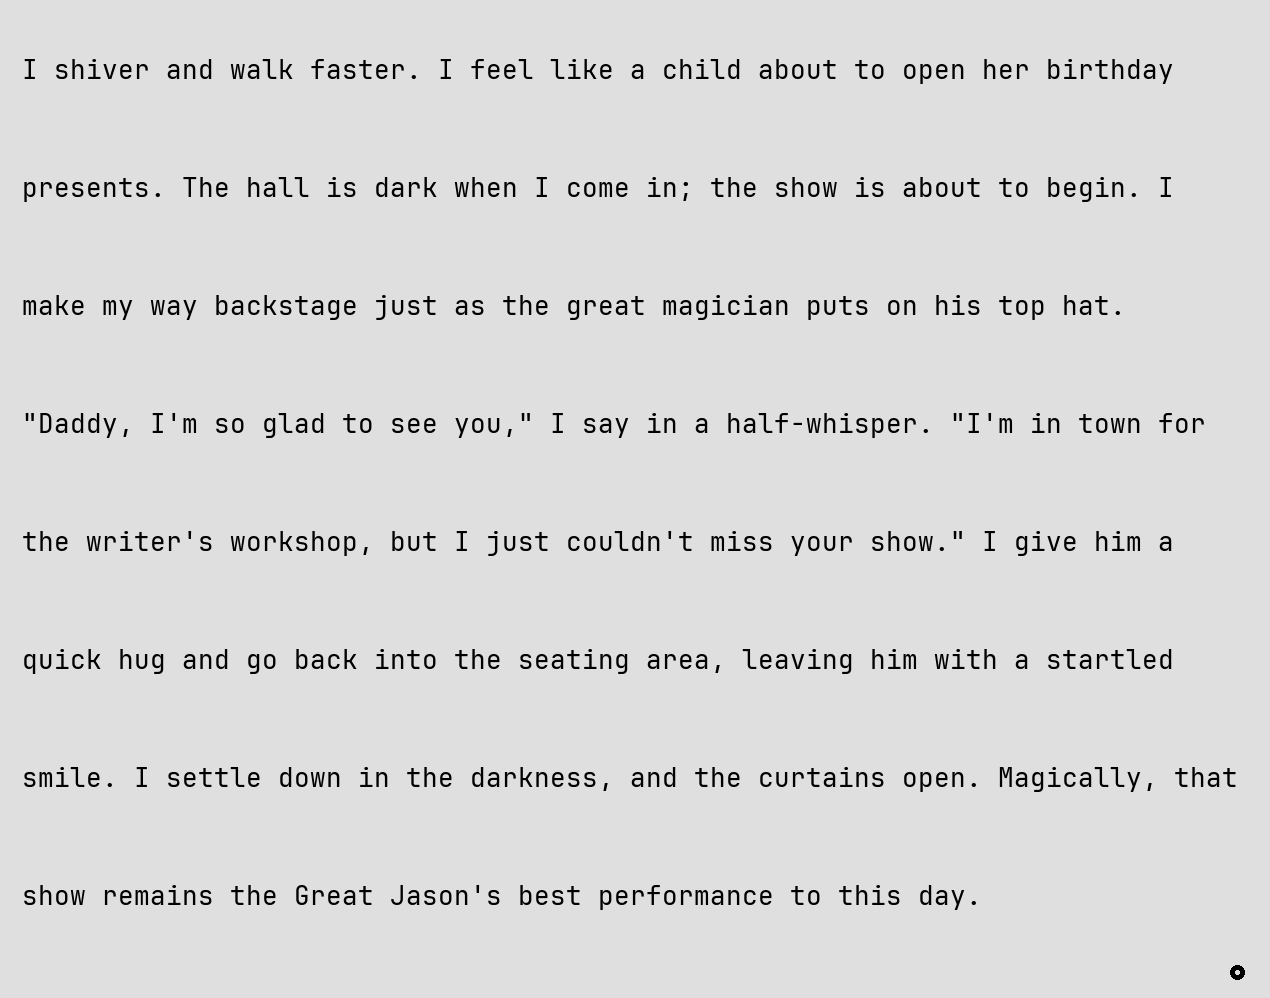 I shiver and walk faster. I feel like a child about to open her birthday
presents. The hall is dark when I come in; the show is about to begin. I
make my way backstage just as the great magician puts on his top hat.
"Daddy, I'm so glad to see you," I say in a half-whisper. "I'm in town for
the writer's workshop, but I just couldn't miss your show." I give him a
quick hug and go back into the seating area, leaving him with a startled
smile. I settle down in the darkness, and the curtains open. Magically, that
show remains the Great Jason's best performance to this day.